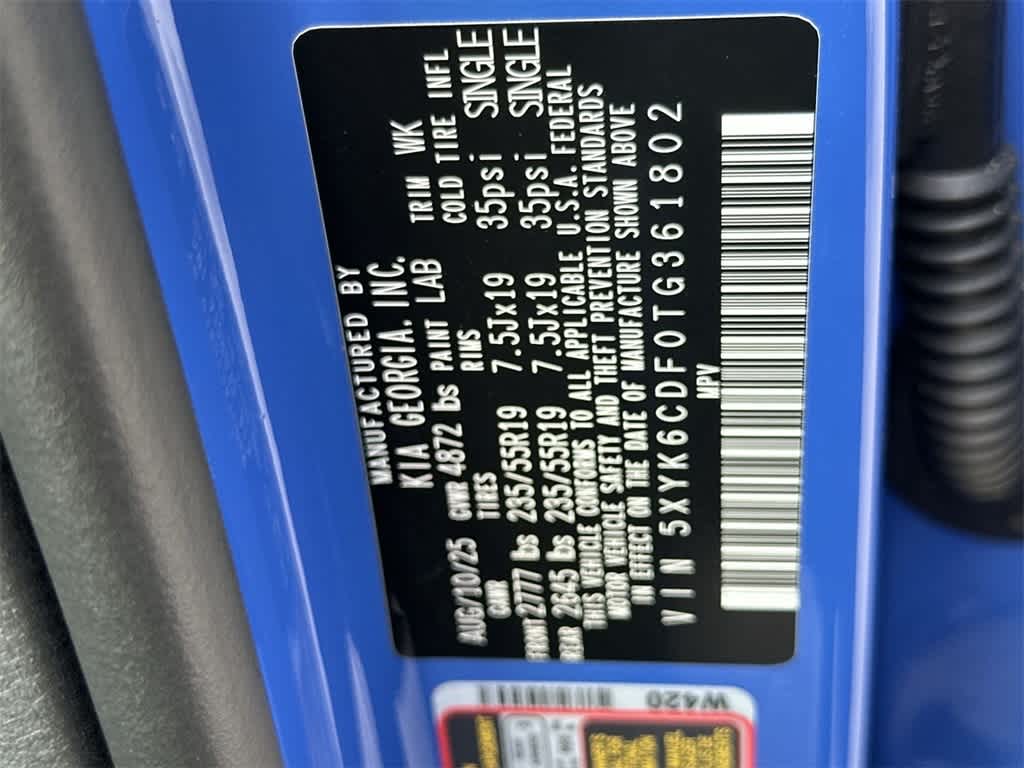 MANUFACTURED BY
KIA GEORGIA. INC.
AUG/10/25 GVWR 4872 bs PAINT LAB TRIM WK
GAWR TIRES RIMS COLD TIRE INFL
FRONT 2777 bs 235/55R19 7.5Jx19 35psi SINGLE
REAR 2645 bs 235/55R19 7.5Jx19 35psi SINGLE
THIS VEHICLE CONFORMS TO ALL APPLICABLE U.S.A. FEDERAL
MOTOR VEHICLE SAFETY AND THEFT PREVENTION STANDARDS
IN EFFECT ON THE DATE OF MANUFACTURE SHOWN ABOVE
VIN 5XYK6CDF0TG361802
MPV
W420